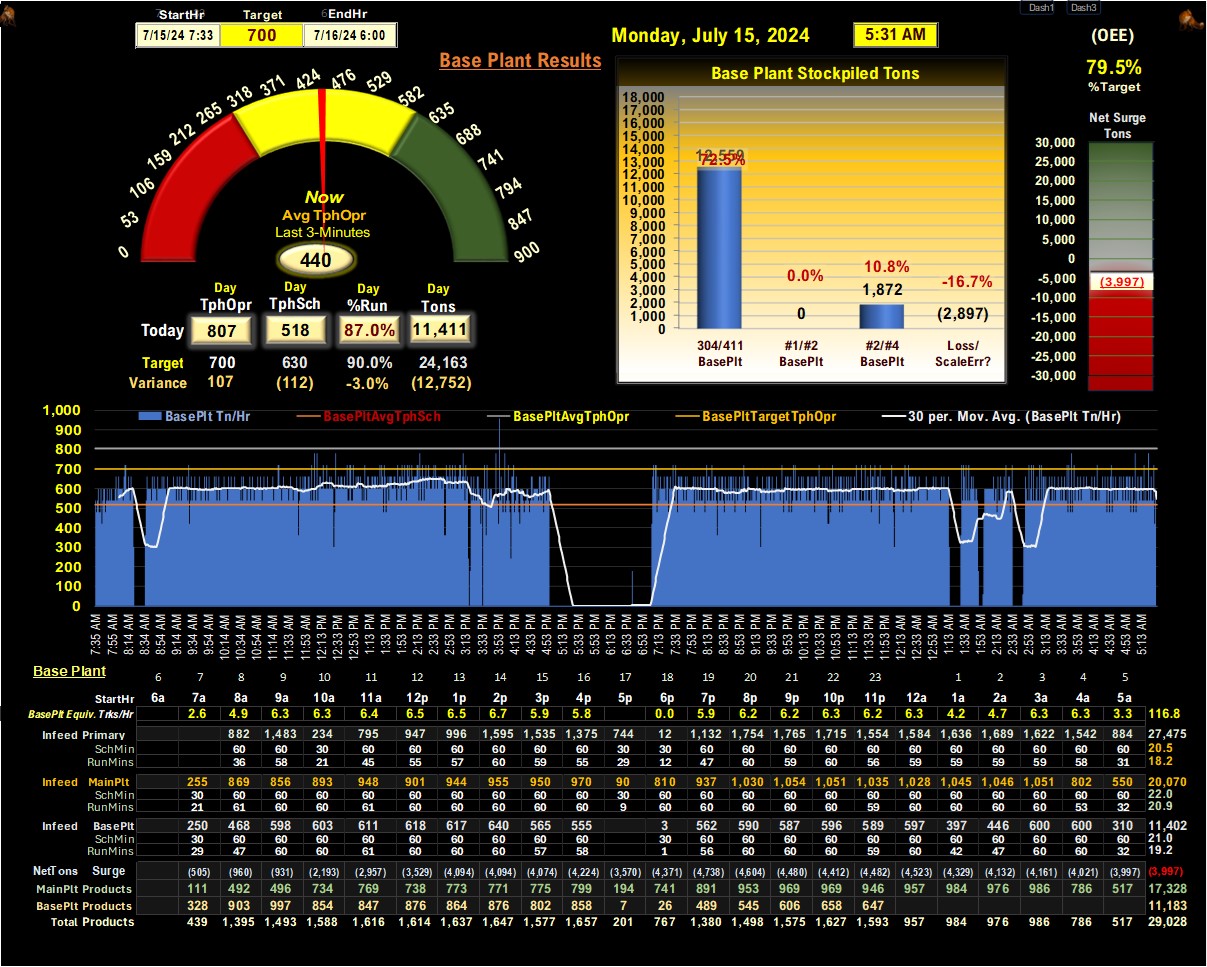 StartHr Target EndHr
7/15/24 7:33 700 7/16/24 6:00
Dash1 Dash3
Monday, July 15, 2024 5:31 AM
(OEE)
79.5%
%Target
Base Plant Results
0 53 106 159 212 265 318 371 424 476 529 582 635 688 741 794 847 900
Now
Avg TphOpr
Last 3-Minutes
440
Day Day Day Day
TphOpr TphSch %Run Tons
Today 807 518 87.0% 11,411
Target 700 630 90.0% 24,163
Variance 107 (112) -3.0% (12,752)
Base Plant Stockpiled Tons
18,000
17,000
16,000
15,000
14,000
13,000
12,000
11,000
10,000
9,000
8,000
7,000
6,000
5,000
4,000
3,000
2,000
1,000
0
12,559
72.5%
0.0% 10.8% -16.7%
0 1,872 (2,897)
304/411 #1/#2 #2/#4 Loss/
BasePlt BasePlt BasePlt ScaleErr?
Net Surge
Tons
30,000
25,000
20,000
15,000
10,000
5,000
0
-5,000
-10,000
-15,000
-20,000
-25,000
-30,000
(3,997)
BasePlt Tn/Hr BasePltAvgTphSch BasePltAvgTphOpr BasePltTargetTphOpr 30 per. Mov. Avg. (BasePlt Tn/Hr)
1,000
900
800
700
600
500
400
300
200
100
0
7:35 AM 7:55 AM 8:14 AM 8:34 AM 8:54 AM 9:14 AM 9:34 AM 9:54 AM 10:14 AM 10:34 AM 10:54 AM 11:13 AM 11:33 AM 11:53 AM 12:13 PM 12:33 PM 12:53 PM 1:13 PM 1:33 PM 1:53 PM 2:13 PM 2:33 PM 2:53 PM 3:13 PM 3:33 PM 3:53 PM 4:13 PM 4:33 PM 4:53 PM 5:13 PM 5:33 PM 5:53 PM 6:13 PM 6:33 PM 6:53 PM 7:13 PM 7:33 PM 7:53 PM 8:13 PM 8:33 PM 8:53 PM 9:13 PM 9:33 PM 9:53 PM 10:13 PM 10:33 PM 10:53 PM 11:13 PM 11:33 PM 11:53 PM 12:13 AM 12:33 AM 12:53 AM 1:13 AM 1:33 AM 1:53 AM 2:13 AM 2:33 AM 2:53 AM 3:13 AM 3:33 AM 3:53 AM 4:13 AM 4:33 AM 4:53 AM 5:13 AM
Base Plant
6 7 8 9 10 11 12 13 14 15 16 17 18 19 20 21 22 23 1 2 3 4 5
StartHr 6a 7a 8a 9a 10a 11a 12p 1p 2p 3p 4p 5p 6p 7p 8p 9p 10p 11p 12a 1a 2a 3a 4a 5a
BasePlt Equiv. Trks/Hr 2.6 4.9 6.3 6.3 6.4 6.5 6.5 6.7 5.9 5.8 0.0 5.9 6.2 6.2 6.3 6.2 6.3 4.2 4.7 6.3 6.3 3.3 116.8
Infeed Primary 882 1,483 234 795 947 996 1,595 1,535 1,375 744 12 1,132 1,754 1,765 1,715 1,554 1,584 1,636 1,689 1,622 1,542 884 27,475
SchMin 60 60 30 60 60 60 60 60 60 30 30 60 60 60 60 60 60 60 60 60 60 30 20.5
RunMins 36 58 21 45 55 57 60 59 55 29 12 47 60 59 60 56 60 60 60 59 58 31 18.2
Infeed MainPlt 255 869 856 893 948 901 944 955 950 970 90 810 937 1,030 1,054 1,051 1,035 1,028 1,045 1,046 1,051 802 550 20,070
SchMin 30 60 60 60 60 60 60 60 60 60 30 60 60 60 60 60 60 60 60 60 60 60 30 22.0
RunMins 21 61 60 60 61 60 60 60 60 60 9 60 60 60 60 60 59 60 60 60 60 53 32 20.9
Infeed BasePlt 250 468 598 603 611 618 617 640 565 555 3 562 590 587 596 589 597 397 446 600 600 310 11,402
SchMin 30 60 60 60 60 60 60 60 60 60 30 60 60 60 60 60 60 60 60 60 60 30 21.0
RunMins 29 47 60 60 61 60 60 60 57 58 1 56 60 60 60 59 60 42 47 60 60 32 19.2
NetTons Surge (505) (960) (931) (2,193) (2,957) (3,529) (4,094) (4,094) (4,074) (4,224) (3,570) (4,371) (4,738) (4,604) (4,480) (4,412) (4,482) (4,523) (4,329) (4,132) (4,161) (4,021) (3,997) (3,997)
MainPlt Products 111 492 496 734 769 738 773 771 775 799 194 741 891 953 969 969 946 957 984 976 986 786 517 17,328
BasePlt Products 328 903 997 854 847 876 864 876 802 858 7 26 489 545 606 658 647 11,183
Total Products 439 1,395 1,493 1,588 1,616 1,614 1,637 1,647 1,577 1,657 201 767 1,380 1,498 1,575 1,627 1,593 957 984 976 986 786 517 29,028